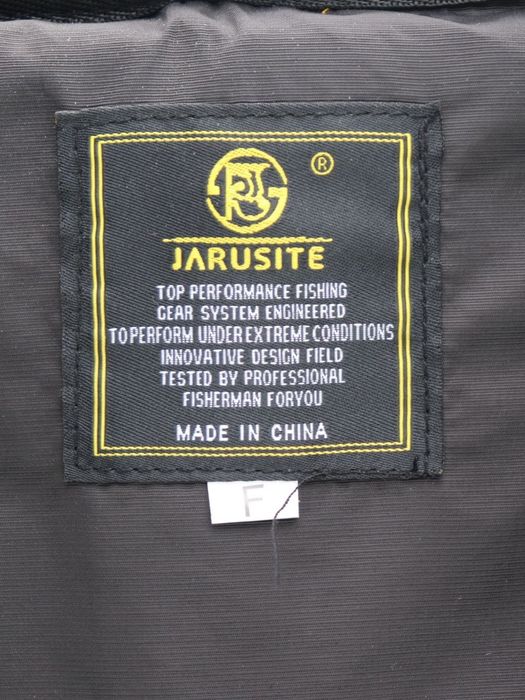 ®
JARUSITE
TOP PERFORMANCE FISHING
GEAR SYSTEM ENGINEERED
TOPERFORM UNDER EXTREME CONDITIONS
INNOVATIVE DESIGN FIELD
TESTED BY PROFESSIONAL
FISHERMAN FORYOU
MADE IN CHINA
F